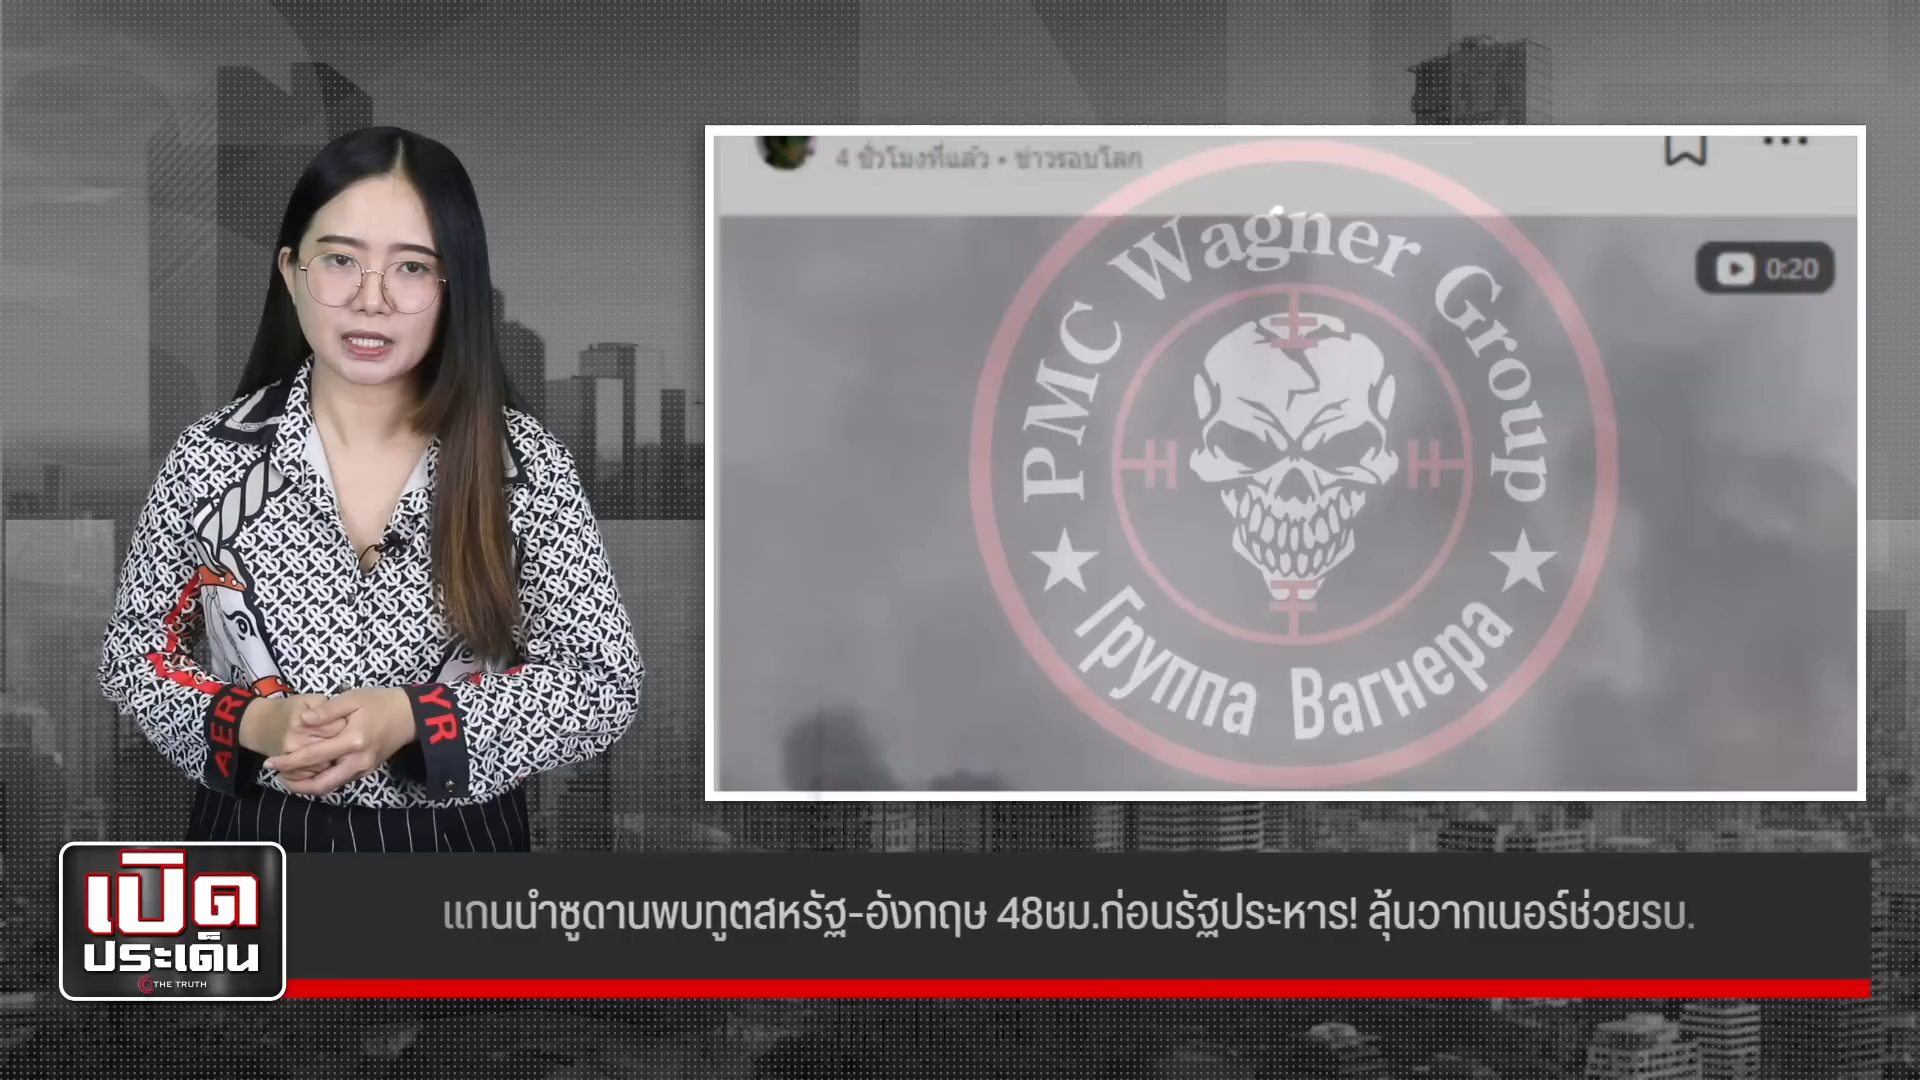 4 ชั่วโมงที่แล้ว • ข่าวรอบโลก
0:20
PMC Wagner Group
Группа Вагнера
AERI
YR
เปิด
ประเด็น
THE TRUTH
แกนนำซูดานพบทูตสหรัฐ-อังกฤษ 48ชม.ก่อนรัฐประหาร! ลุ้นวากเนอร์ช่วยรบ.